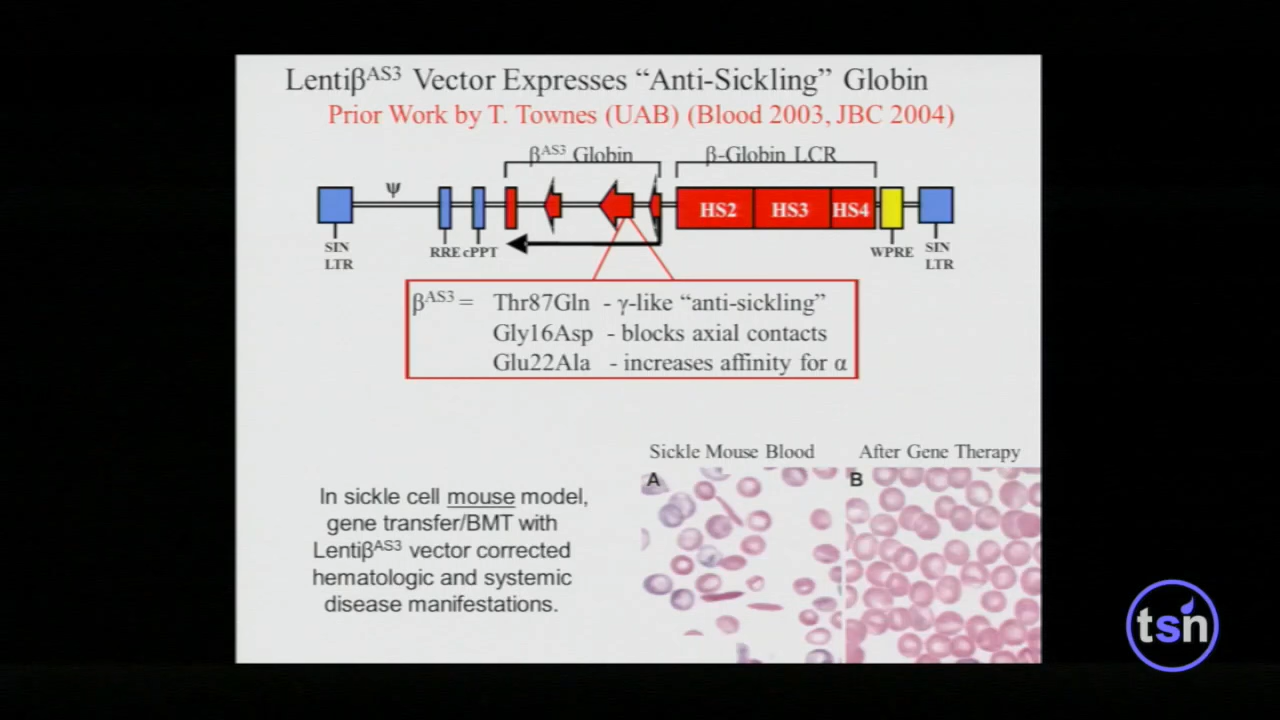 Lentiβᴬˢ³ Vector Expresses “Anti-Sickling” Globin
Prior Work by T. Townes (UAB) (Blood 2003, JBC 2004)
βᴬˢ³ Globin
β-Globin LCR
Ψ
HS2 HS3 HS4
SIN
LTR
RRE cPPT
WPRE
SIN
LTR
βᴬˢ³ = Thr87Gln - γ-like “anti-sickling”
Gly16Asp - blocks axial contacts
Glu22Ala - increases affinity for α
Sickle Mouse Blood
After Gene Therapy
A
B
In sickle cell mouse model,
gene transfer/BMT with
Lentiβᴬˢ³ vector corrected
hematologic and systemic
disease manifestations.
tsn